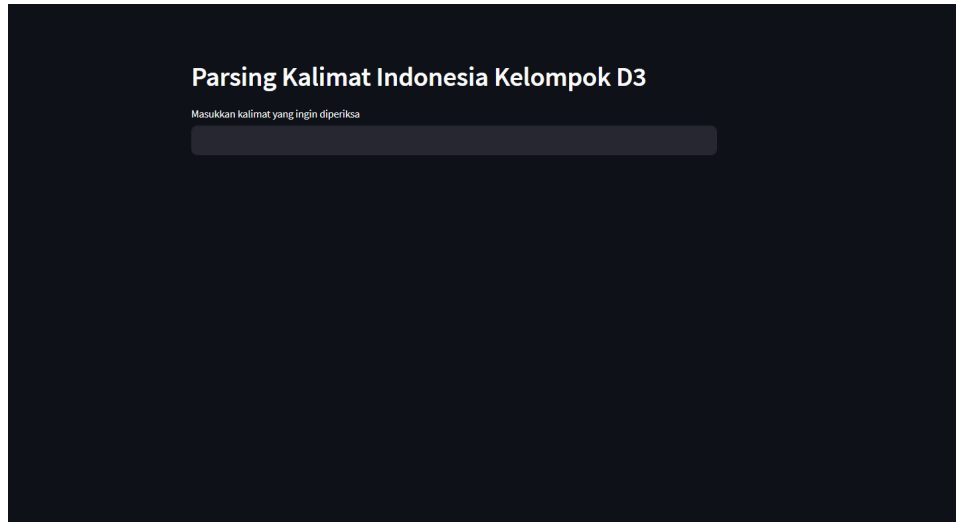 Parsing Kalimat Indonesia Kelompok D3
Masukkan kalimat yang ingin diperiksa